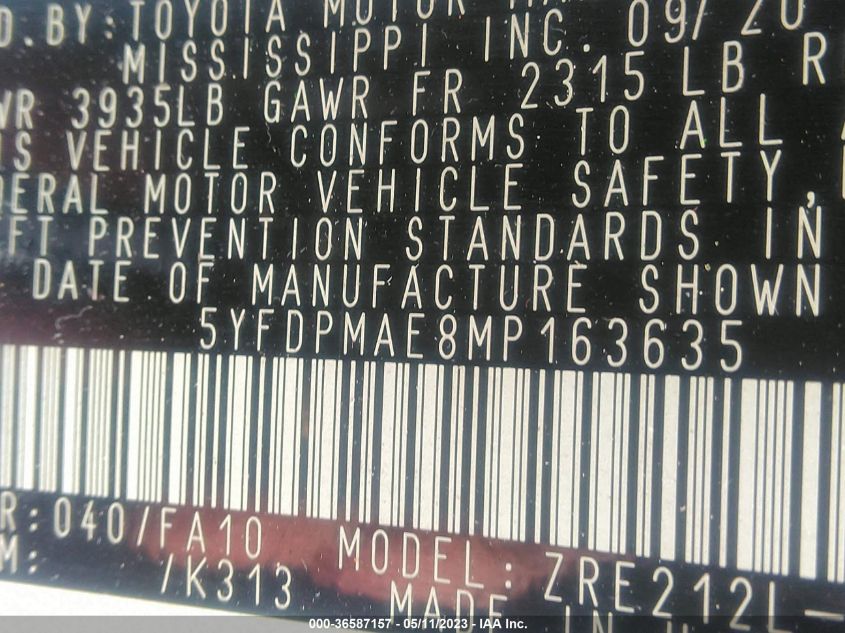 D.BY:TOYOTA MOTOR 09/20
MISSISSIPPI INC.
WR 3935LB GAWR FR 2315 LB R
IS VEHICLE CONFORMS TO ALL
DERAL MOTOR VEHICLE SAFETY,
FT PREVENTION STANDARDS IN
DATE OF MANUFACTURE SHOWN
5YFDPMAE8MP163635
R:040/FA10 MODEL: ZRE212L-
M: /K313 MADE IN
000-36587157 - 05/11/2023 - IAA Inc.